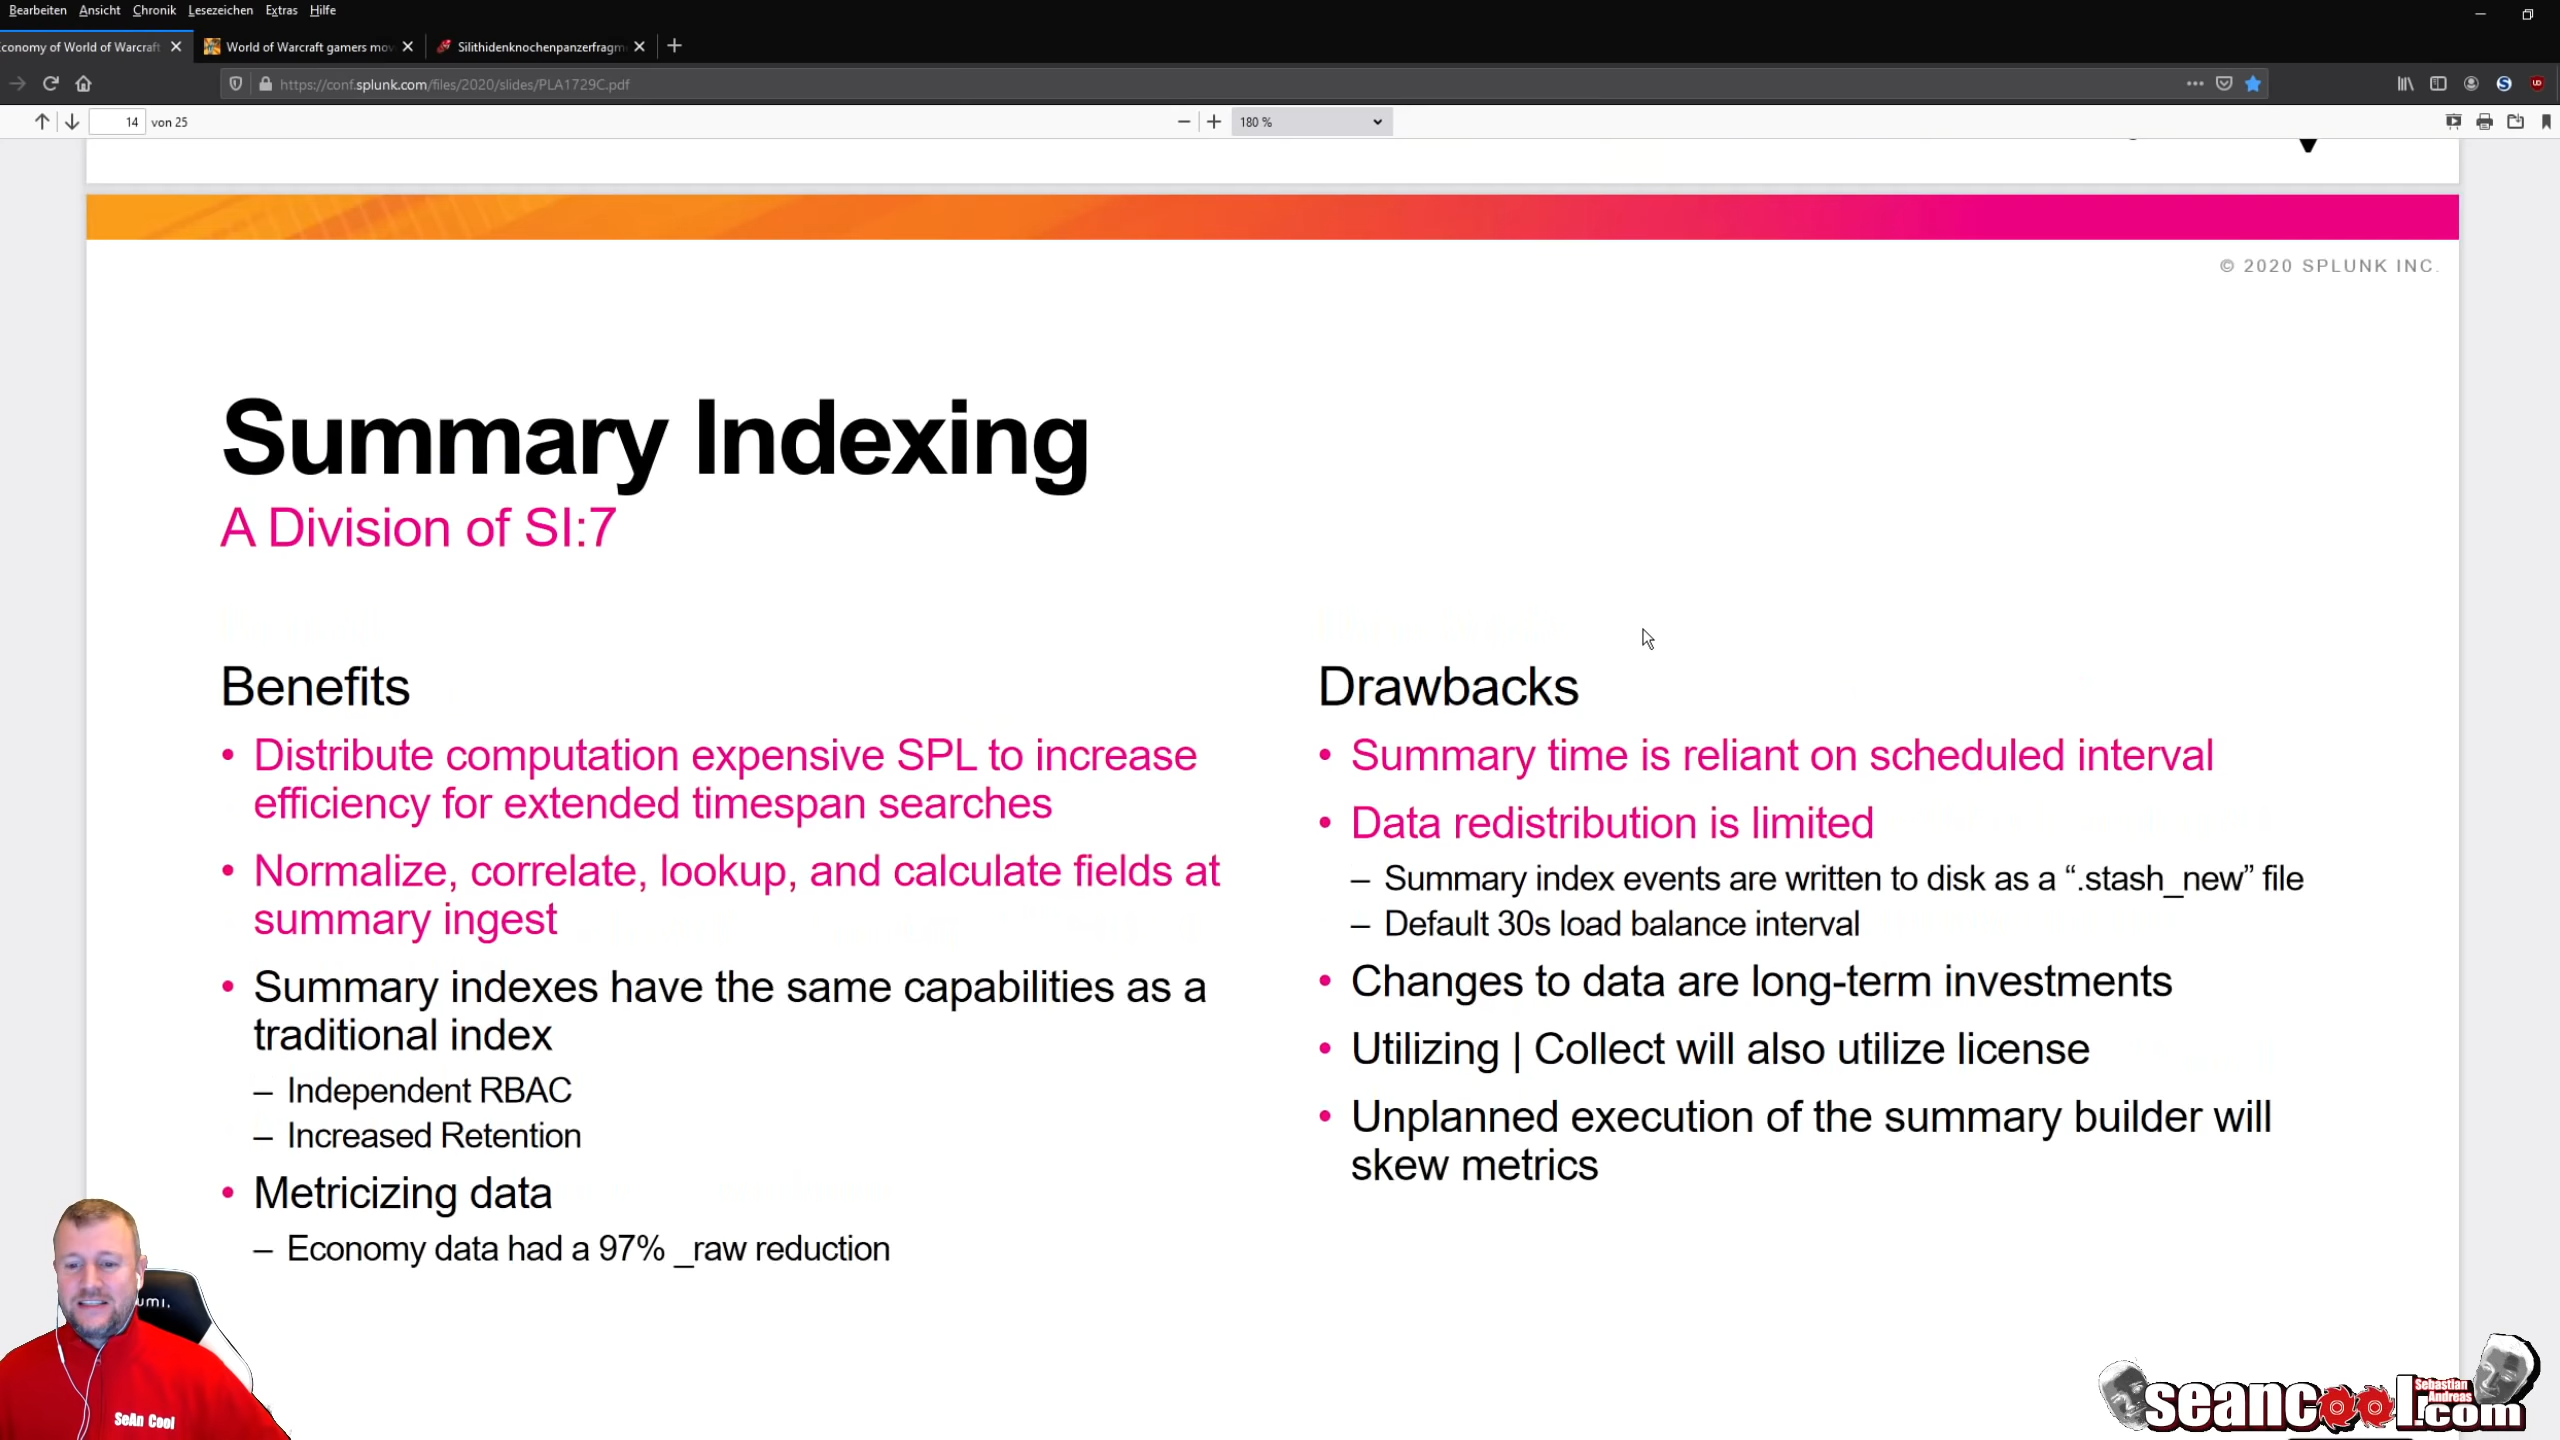 Bearbeiten Ansicht Chronik Lesezeichen Extras Hilfe
conomy of World of Warcraft
World of Warcraft gamers mov
Silithidenknochenpanzerfragm
https://conf.splunk.com/files/2020/slides/PLA1729C.pdf
14 von 25
180 %
© 2020 SPLUNK INC.
Summary Indexing
A Division of SI:7
Benefits
• Distribute computation expensive SPL to increase
efficiency for extended timespan searches
• Normalize, correlate, lookup, and calculate fields at
summary ingest
• Summary indexes have the same capabilities as a
traditional index
– Independent RBAC
– Increased Retention
• Metricizing data
– Economy data had a 97% _raw reduction
Drawbacks
• Summary time is reliant on scheduled interval
• Data redistribution is limited
– Summary index events are written to disk as a “.stash_new” file
– Default 30s load balance interval
• Changes to data are long-term investments
• Utilizing | Collect will also utilize license
• Unplanned execution of the summary builder will
skew metrics
umi.
SeAn Cool
seancool.com
Sebastian
Andreas